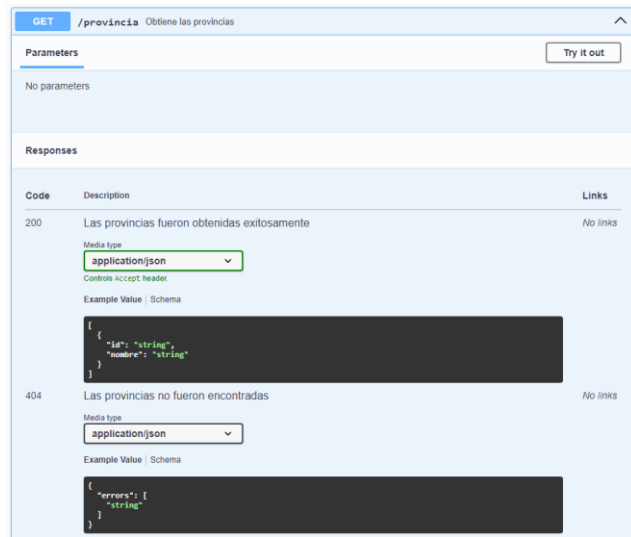 GET /provincia Obtiene las provincias
Parameters Try it out
No parameters
Responses
Code Description Links
200 Las provincias fueron obtenidas exitosamente No links
Media type
application/json
Controls Accept header.
Example Value | Schema
[
{
"id": "string",
"nombre": "string"
}
]
404 Las provincias no fueron encontradas No links
Media type
application/json
Example Value | Schema
{
"errors": [
"string"
]
}